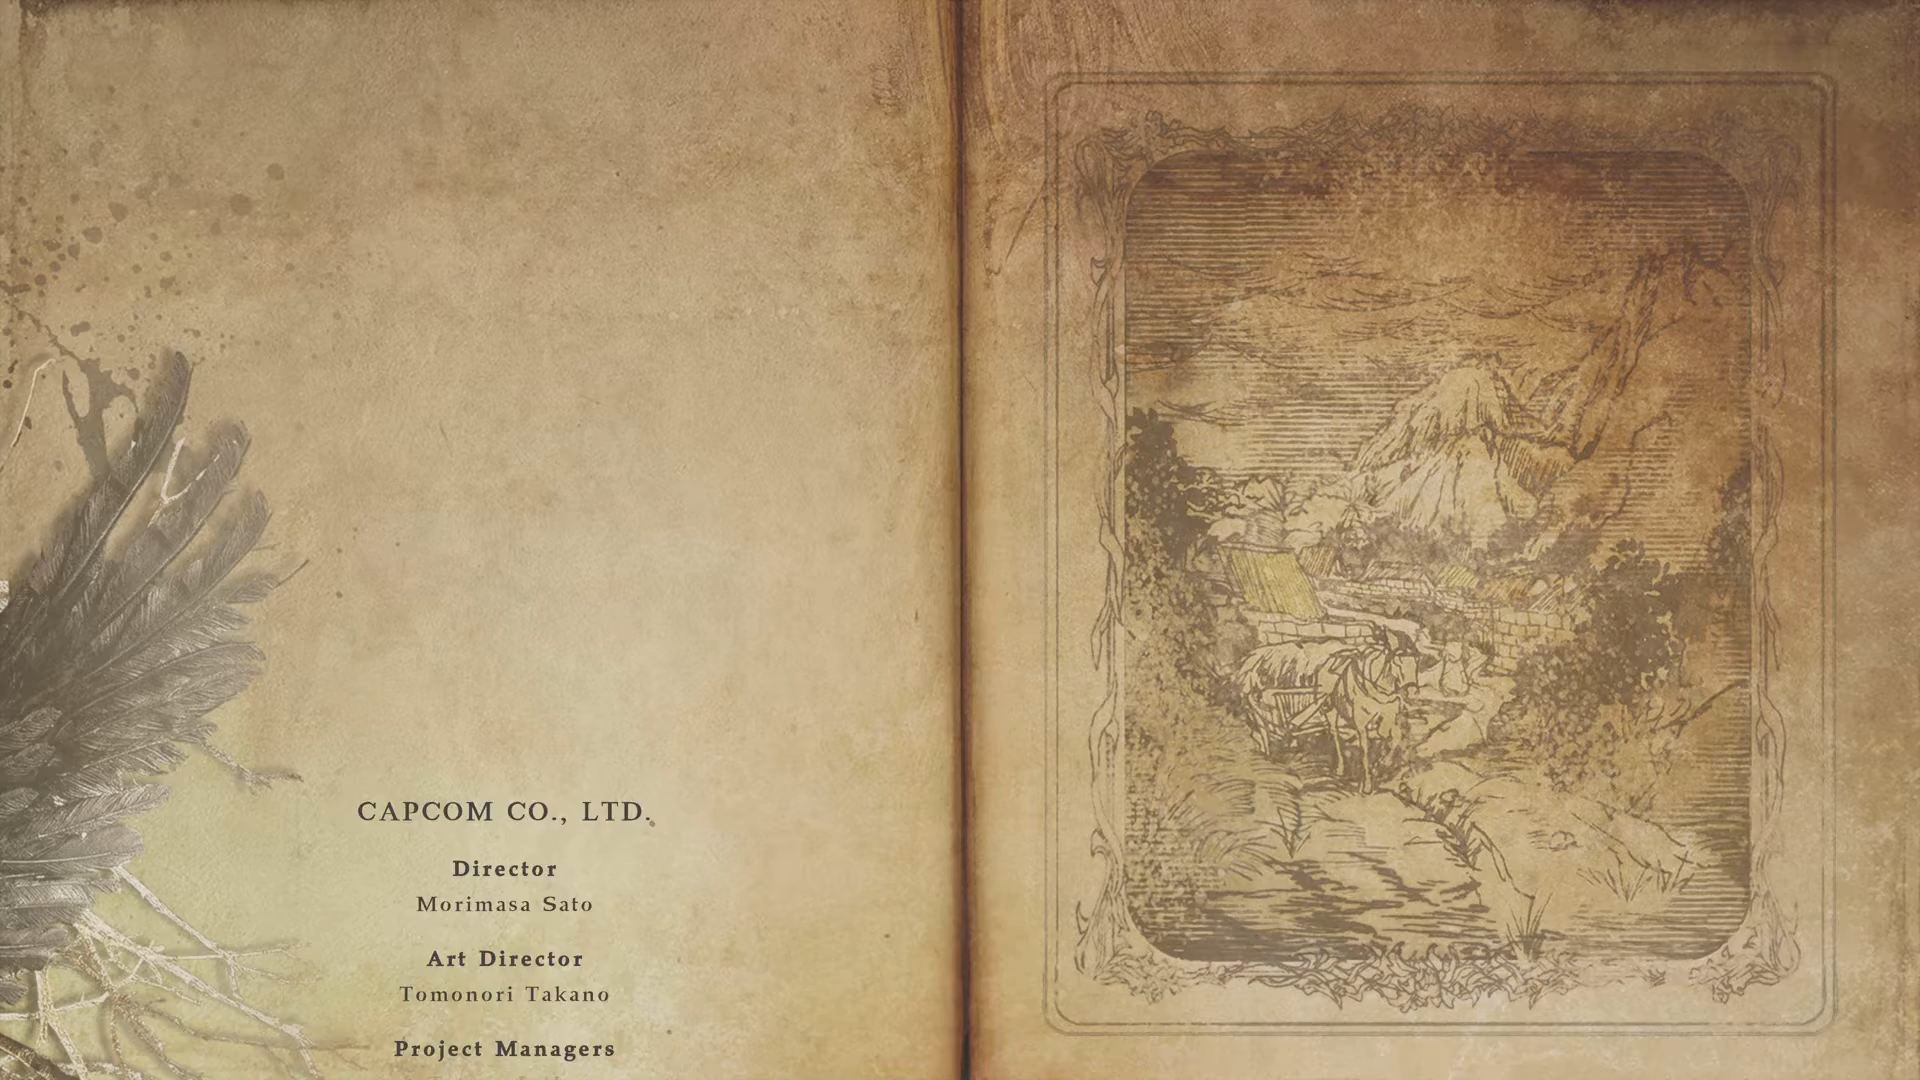 CAPCOM CO., LTD.
Director
Morimasa Sato
Art Director
Tomonori Takano
Project Managers